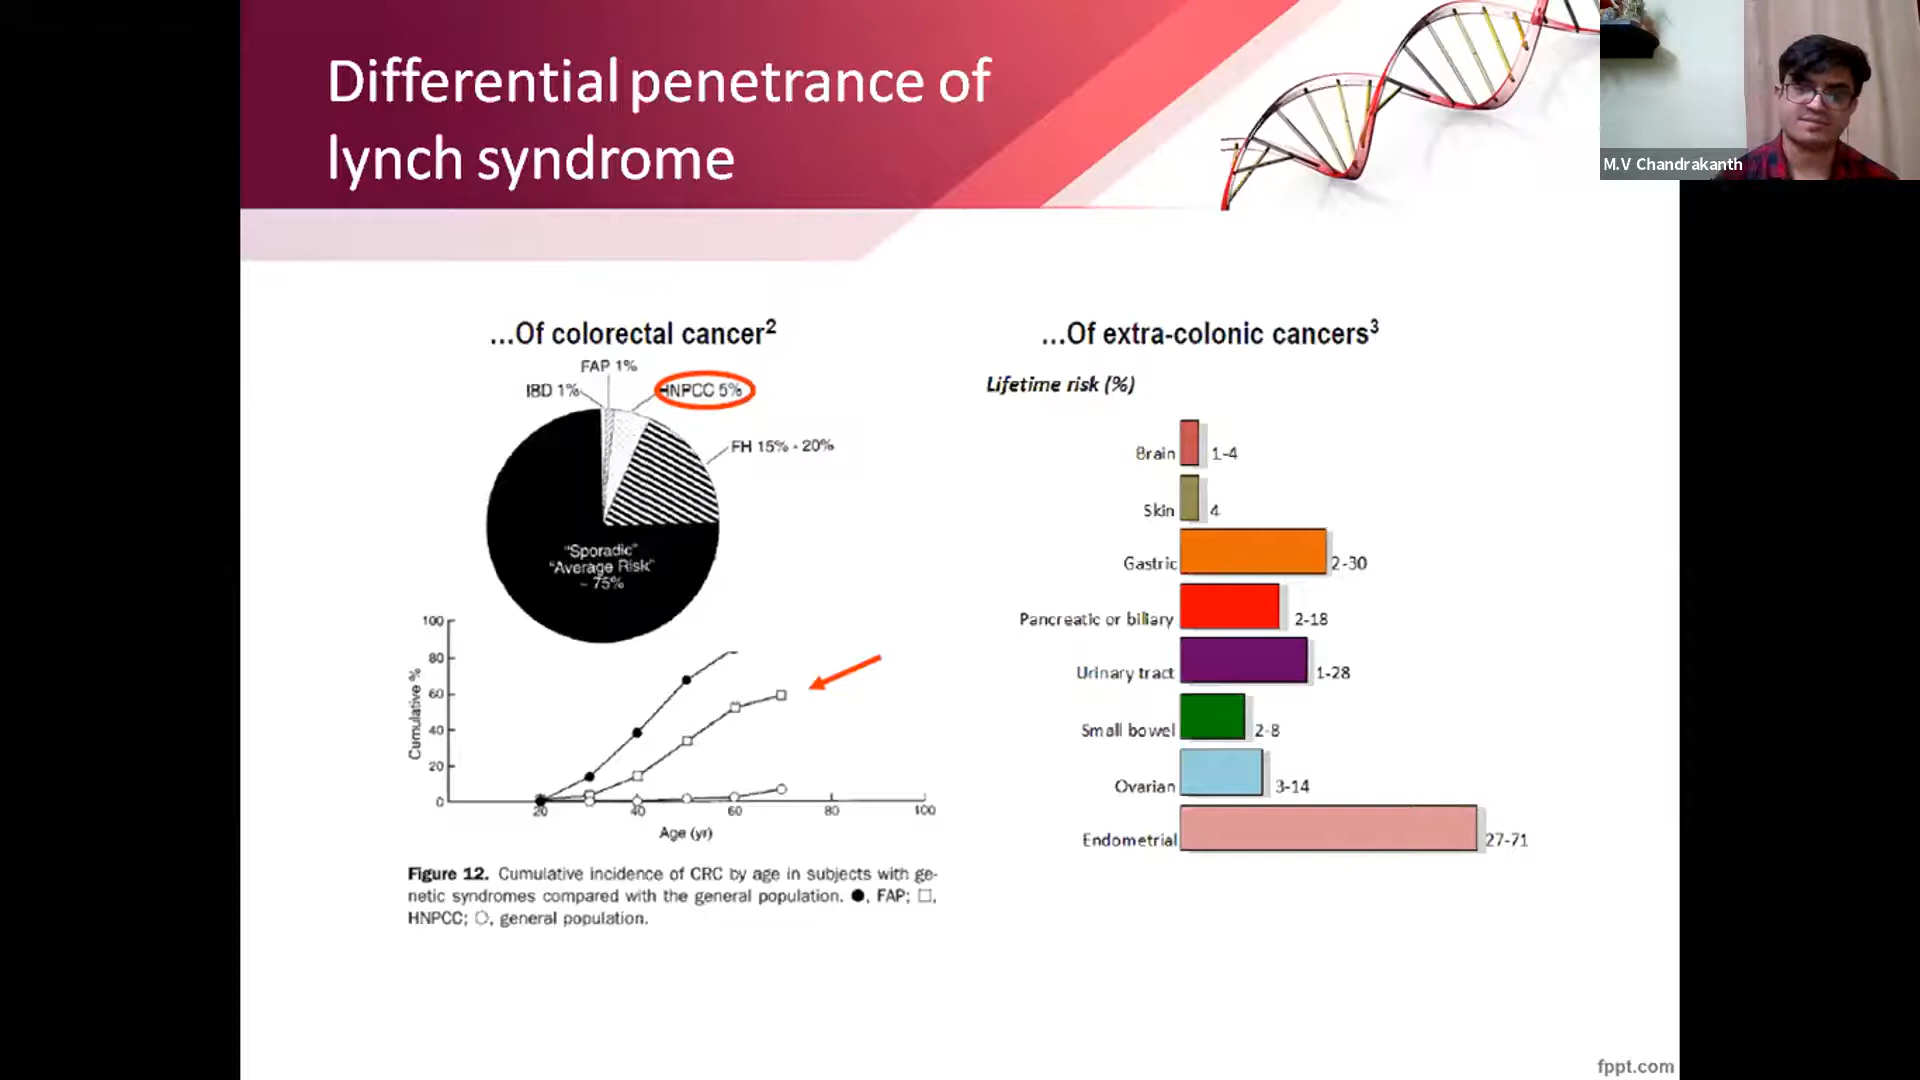 Differential penetrance of
lynch syndrome
M.V Chandrakanth
...Of colorectal cancer2
FAP 1%
IBD 1%
HNPCC 5%
FH 15% - 20%
"Sporadic"
"Average Risk"
~ 75%
100
80
60
40
20
0
Cumulative %
20 40 60 80 100
Age (yr)
Figure 12. Cumulative incidence of CRC by age in subjects with ge-
netic syndromes compared with the general population. ●, FAP; □,
HNPCC; ○, general population.
...Of extra-colonic cancers3
Lifetime risk (%)
Brain 1-4
Skin 4
Gastric 2-30
Pancreatic or biliary 2-18
Urinary tract 1-28
Small bowel 2-8
Ovarian 3-14
Endometrial 27-71
fppt.com